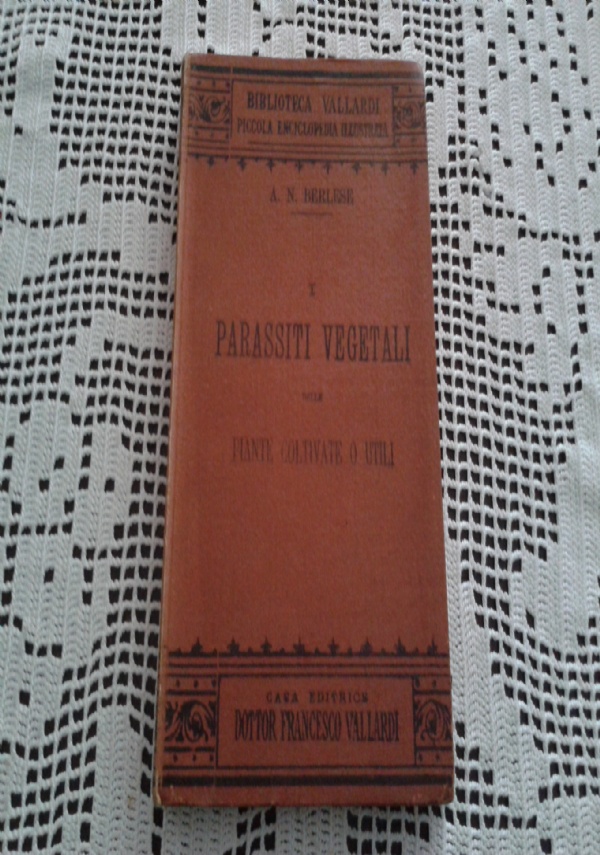 BIBLIOTECA VALLARDI
PICCOLA ENCICLOPEDIA ILLUSTRATA
A. N. BERLESE
I
PARASSITI VEGETALI
DELLE
PIANTE COLTIVATE O UTILI
CASA EDITRICE
DOTTOR FRANCESCO VALLARDI